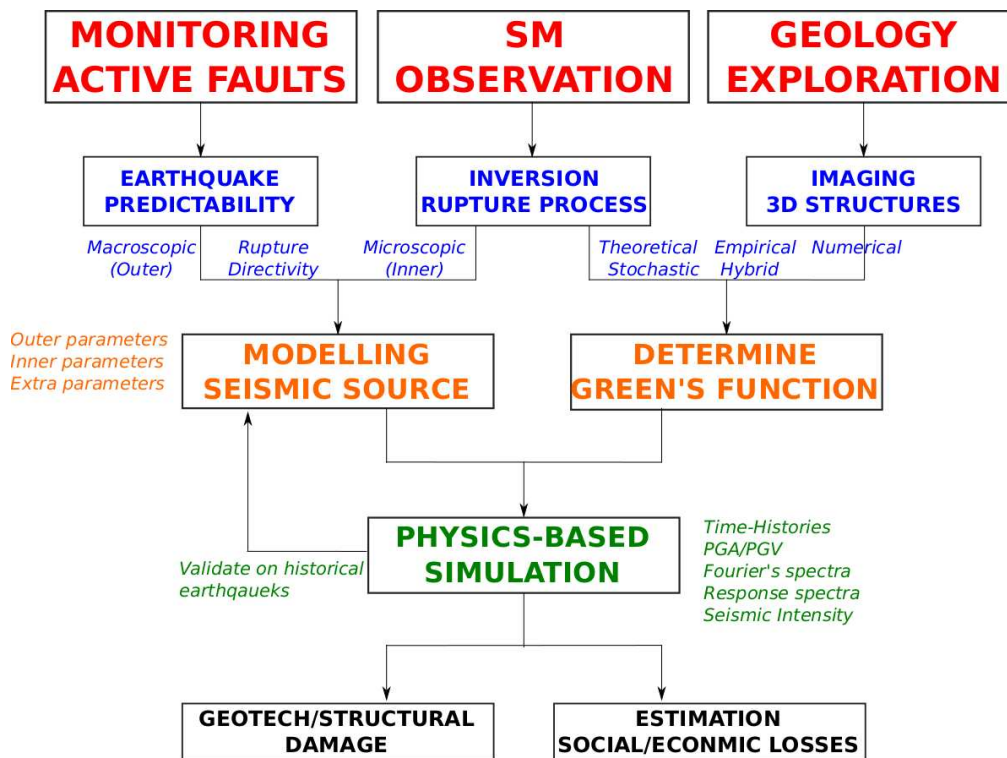 MONITORING
ACTIVE FAULTS
SM
OBSERVATION
GEOLOGY
EXPLORATION
EARTHQUAKE
PREDICTABILITY
INVERSION
RUPTURE PROCESS
IMAGING
3D STRUCTURES
Macroscopic
(Outer)
Rupture
Directivity
Microscopic
(Inner)
Theoretical Empirical Numerical
Stochastic Hybrid
Outer parameters
Inner parameters
Extra parameters
MODELLING
SEISMIC SOURCE
DETERMINE
GREEN'S FUNCTION
PHYSICS-BASED
SIMULATION
Validate on historical
earthqaueks
Time-Histories
PGA/PGV
Fourier's spectra
Response spectra
Seismic Intensity
GEOTECH/STRUCTURAL
DAMAGE
ESTIMATION
SOCIAL/ECONMIC LOSSES